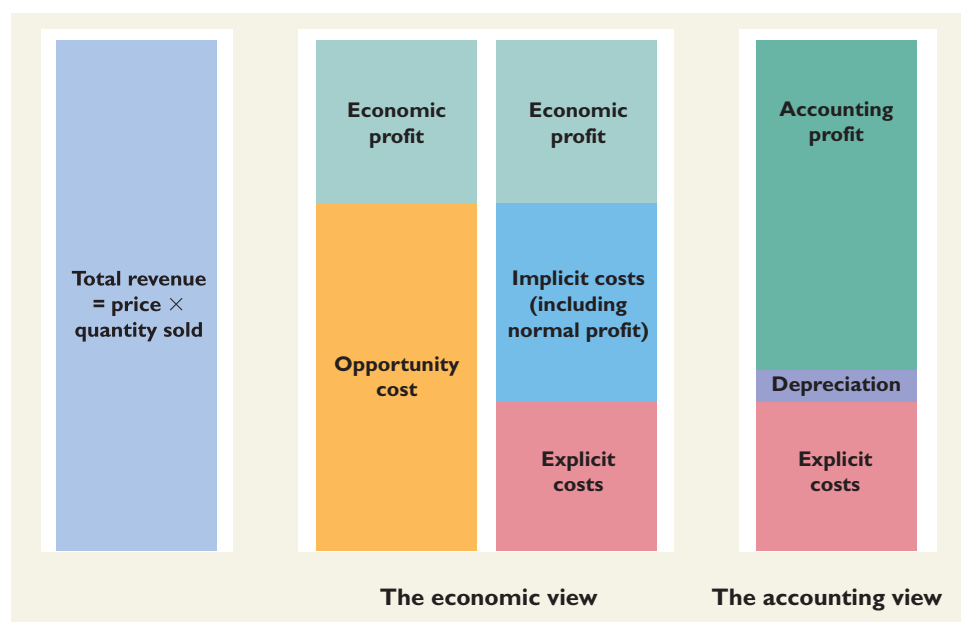 Total revenue
= price ×
quantity sold
Economic
profit
Opportunity
cost
Economic
profit
Implicit costs
(including
normal profit)
Explicit
costs
Accounting
profit
Depreciation
Explicit
costs
The economic view
The accounting view